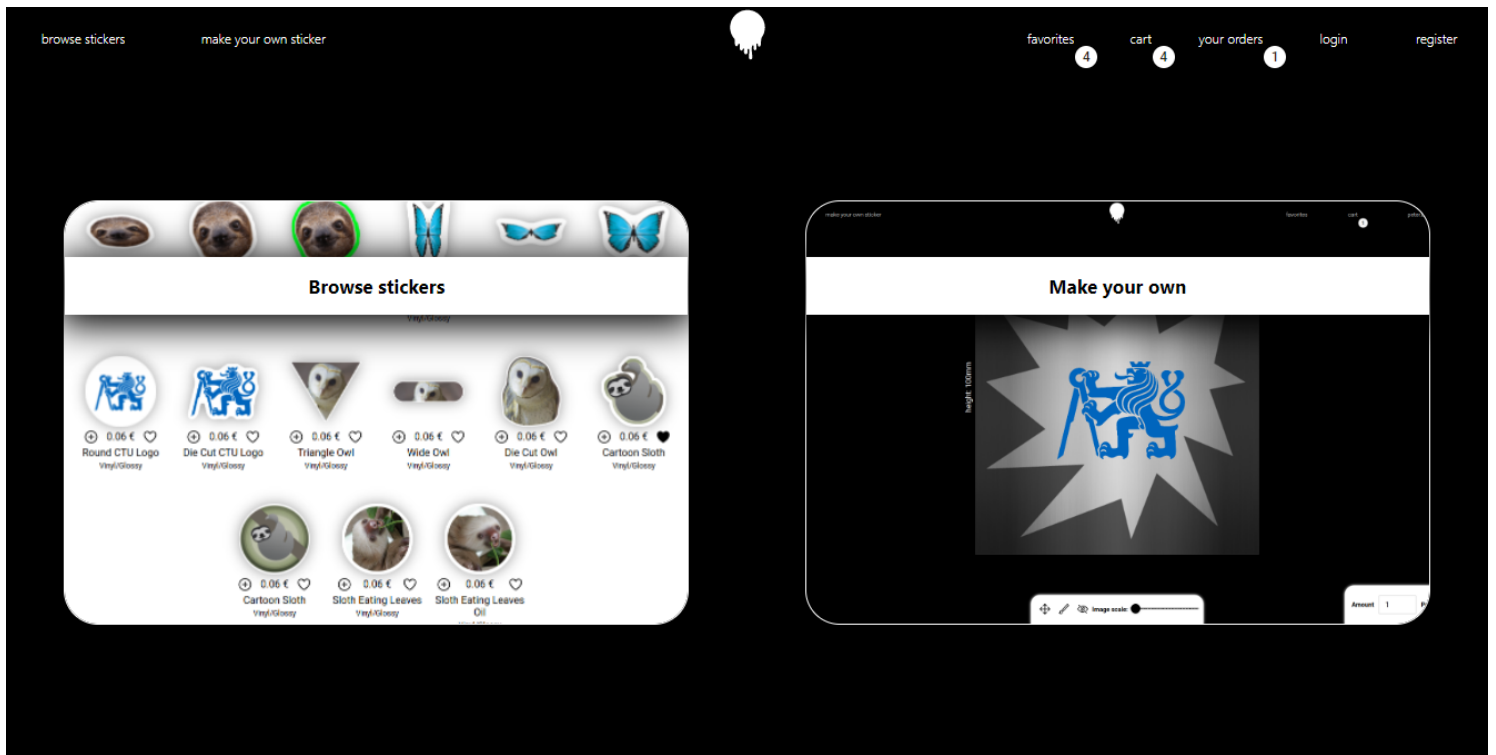 browse stickers make your own sticker favorites cart your orders login register
4 4 1
make your own sticker favorites cart
1
Browse stickers
Make your own
Vinyl/Glossy
height: 100mm
0.06 € 0.06 € 0.06 € 0.06 € 0.06 € 0.06 €
Round CTU Logo Die Cut CTU Logo Triangle Owl Wide Owl Die Cut Owl Cartoon Sloth
Vinyl/Glossy Vinyl/Glossy Vinyl/Glossy Vinyl/Glossy Vinyl/Glossy Vinyl/Glossy
0.06 € 0.06 € 0.06 €
Cartoon Sloth Sloth Eating Leaves Sloth Eating Leaves
Oil
Vinyl/Glossy Vinyl/Glossy
Image scale: Amount 1